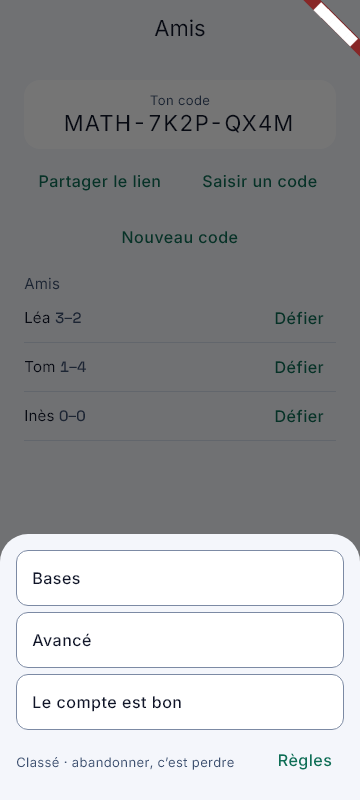 Amis
Ton code
MATH-7K2P-QX4M
Partager le lien
Saisir un code
Nouveau code
Amis
Léa 3–2
Défier
Tom 1–4
Défier
Inès 0–0
Défier
Bases
Avancé
Le compte est bon
Classé · abandonner, c’est perdre
Règles